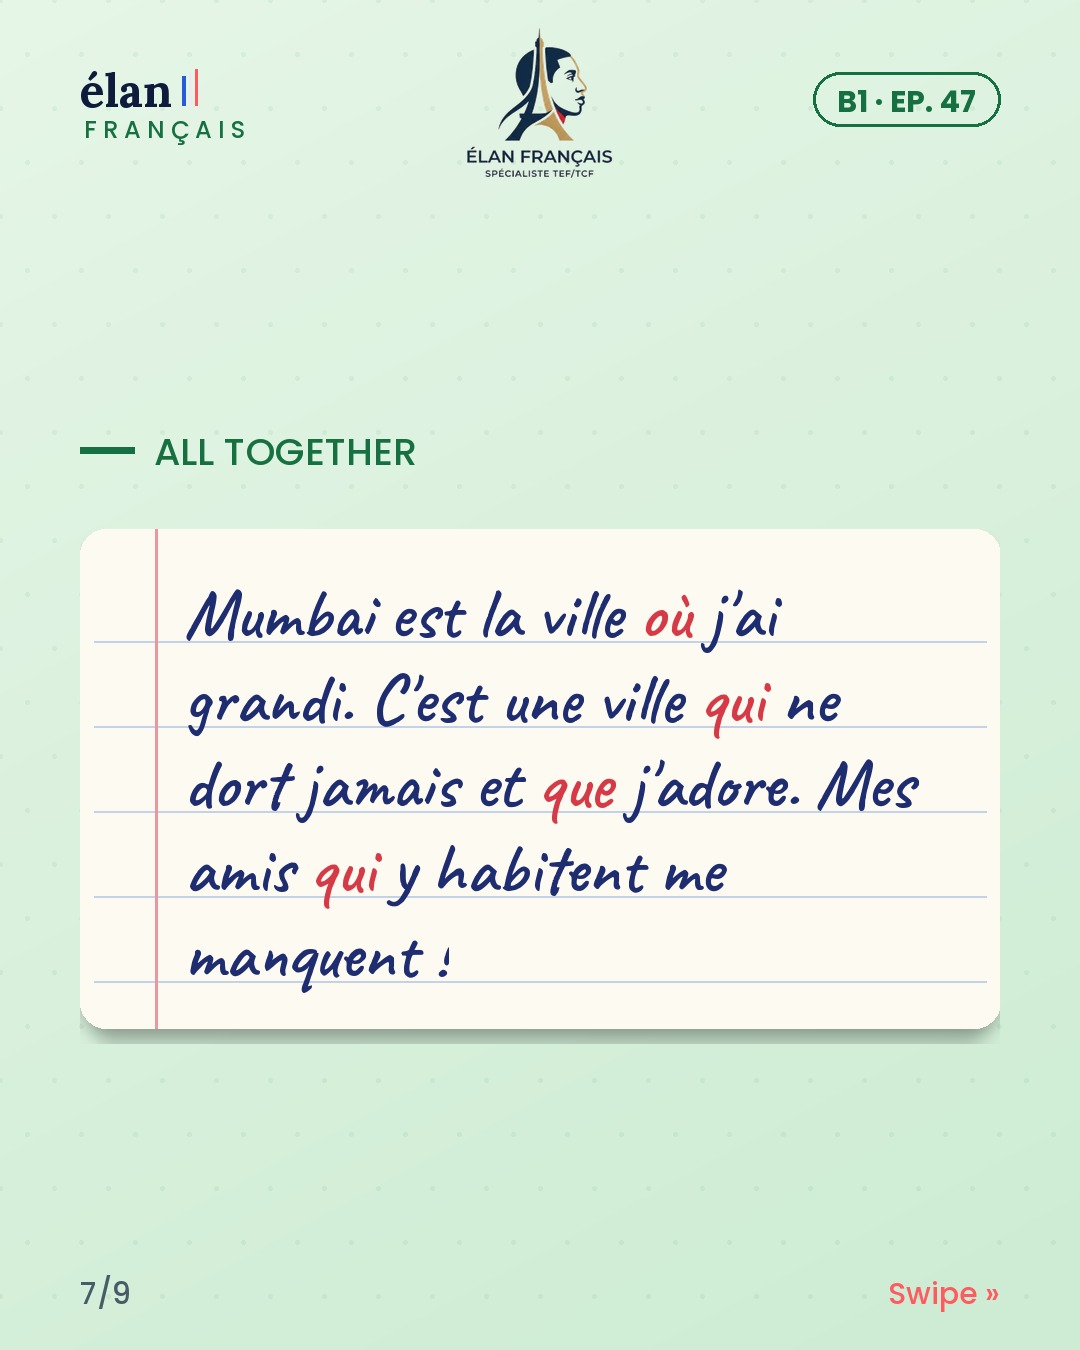 élan
FRANÇAIS
ÉLAN FRANÇAIS
SPÉCIALISTE TEF/TCF
B1 · EP. 47
ALL TOGETHER
Mumbai est la ville où j'ai
grandi. C'est une ville qui ne
dort jamais et que j'adore. Mes
amis qui y habitent me
manquent !
7/9
Swipe »